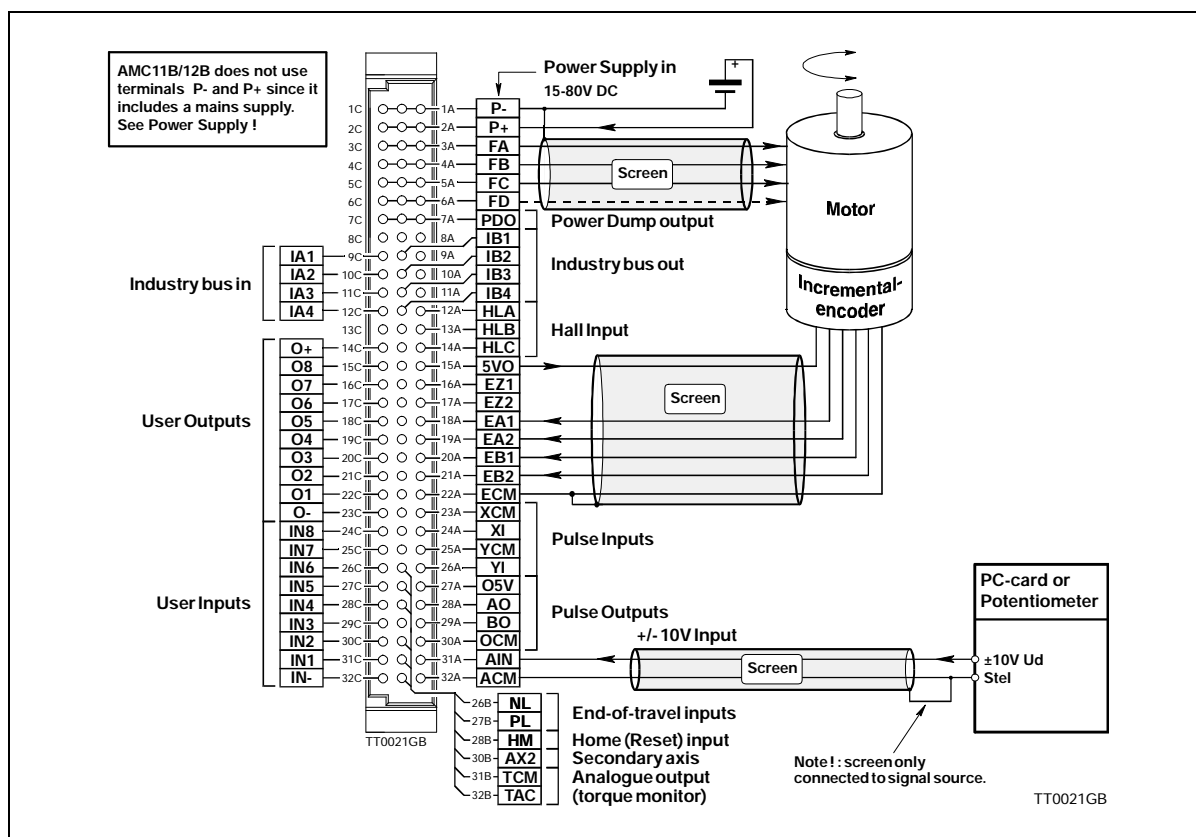 AMC11B/12B does not use
terminals P- and P+ since it
includes a mains supply.
See Power Supply !
Power Supply in
15-80V DC
+
1C 1A P-
2C 2A P+
3C 3A FA
4C 4A FB
5C 5A FC
6C 6A FD
7C 7A PDO
8C 8A IB1
IA1 9C 9A IB2
IA2 10C 10A IB3
IA3 11C 11A IB4
IA4 12C 12A HLA
13C 13A HLB
O+ 14C 14A HLC
O8 15C 15A 5VO
O7 16C 16A EZ1
O6 17C 17A EZ2
O5 18C 18A EA1
O4 19C 19A EA2
O3 20C 20A EB1
O2 21C 21A EB2
O1 22C 22A ECM
O- 23C 23A XCM
IN8 24C 24A XI
IN7 25C 25A YCM
IN6 26C 26A YI
IN5 27C 27A O5V
IN4 28C 28A AO
IN3 29C 29A BO
IN2 30C 30A OCM
IN1 31C 31A AIN
IN- 32C 32A ACM
26B NL
27B PL
28B HM
30B AX2
31B TCM
32B TAC
TT0021GB
Industry bus in
User Outputs
User Inputs
Screen
Power Dump output
Industry bus out
Hall Input
Screen
Pulse Inputs
Pulse Outputs
+/- 10V Input
Screen
End-of-travel inputs
Home (Reset) input
Secondary axis
Analogue output
(torque monitor)
Motor
Incremental-
encoder
PC-card or
Potentiometer
±10V Ud
Stel
Note ! : screen only
connected to signal source.
TT0021GB